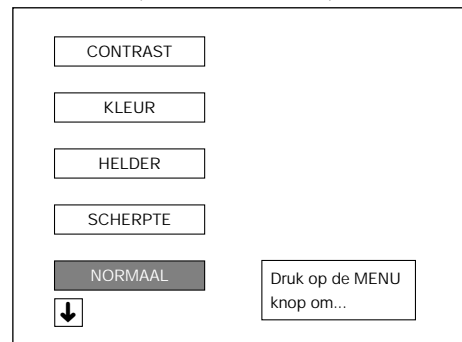 CONTRAST
KLEUR
HELDER
SCHERPTE
NORMAAL
Druk op de MENU
knop om...